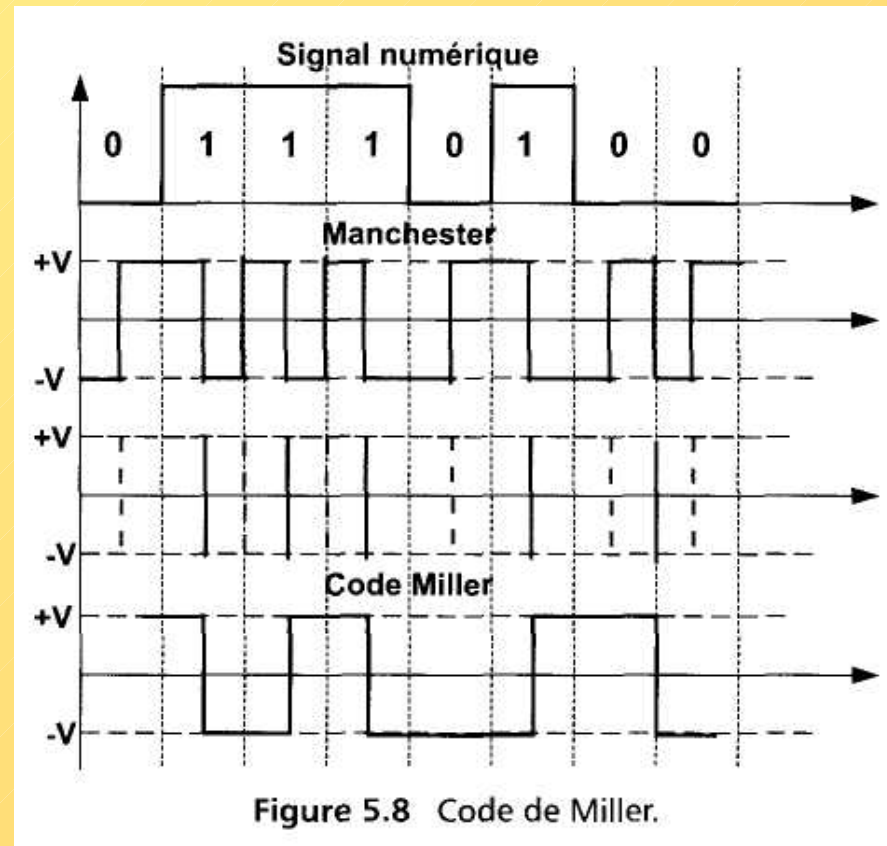 Signal numérique
0 1 1 1 0 1 0 0
Manchester
+V
-V
+V
-V
Code Miller
+V
-V
Figure 5.8 Code de Miller.